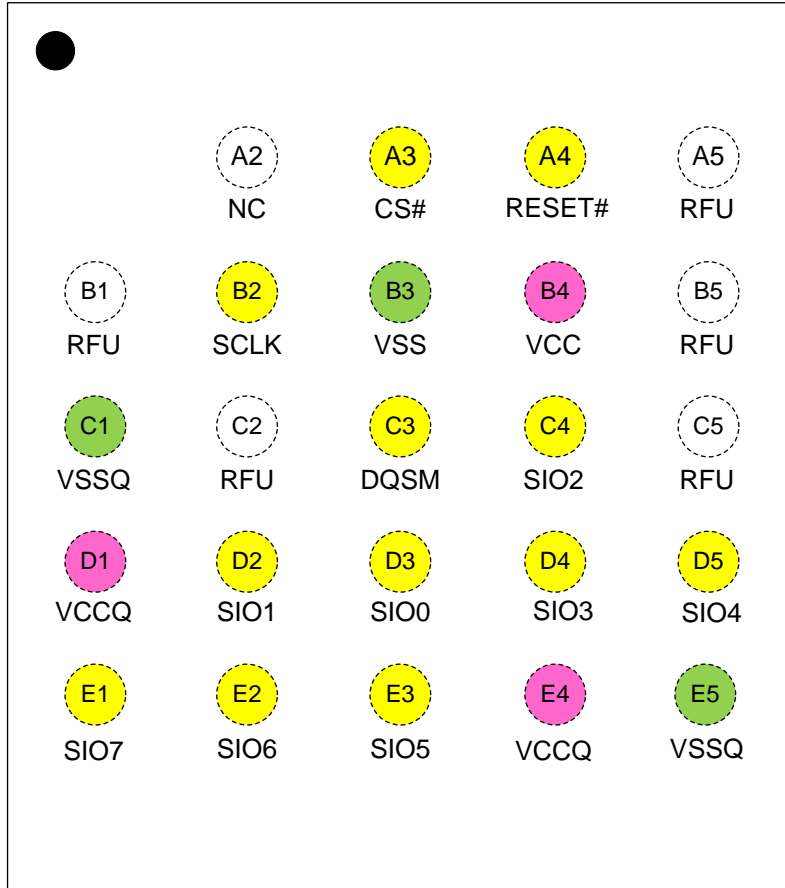 A2 A3 A4 A5
NC CS# RESET# RFU
B1 B2 B3 B4 B5
RFU SCLK VSS VCC RFU
C1 C2 C3 C4 C5
VSSQ RFU DQSM SIO2 RFU
D1 D2 D3 D4 D5
VCCQ SIO1 SIO0 SIO3 SIO4
E1 E2 E3 E4 E5
SIO7 SIO6 SIO5 VCCQ VSSQ